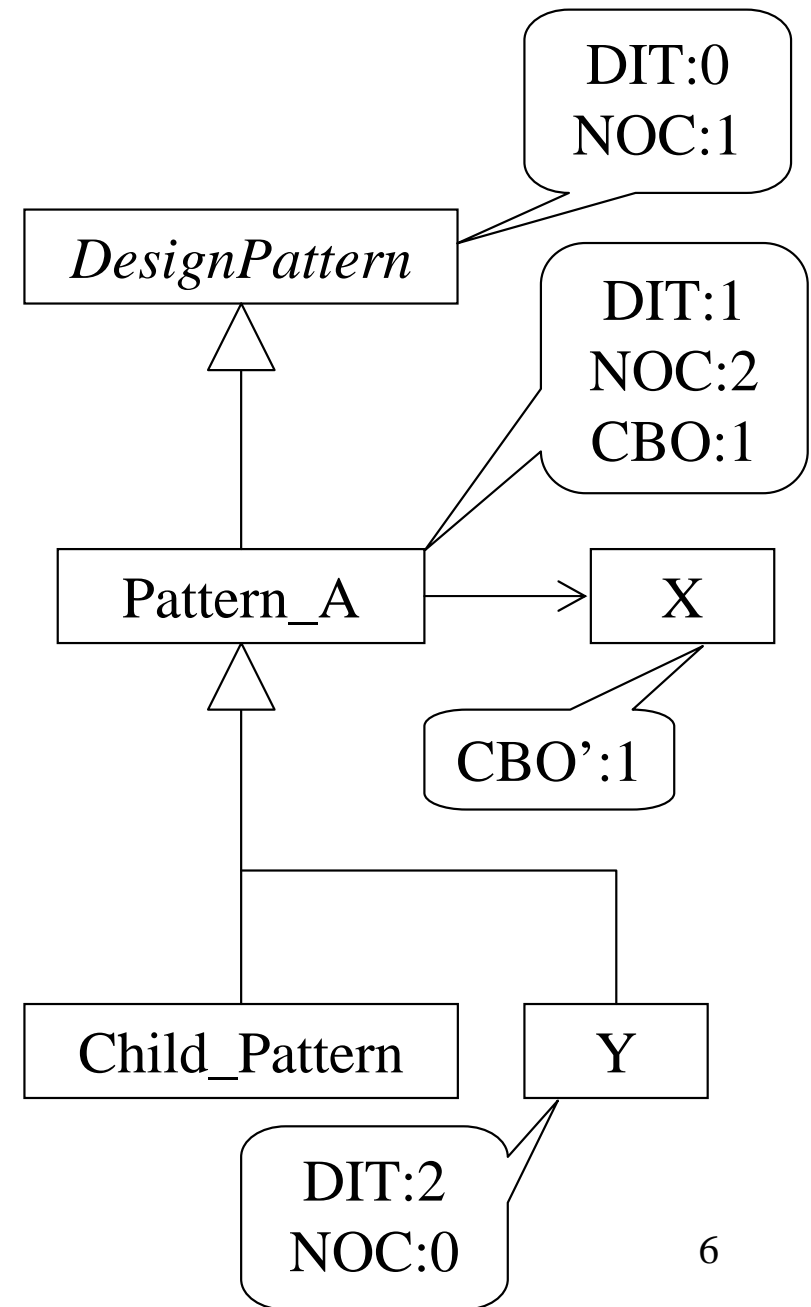 DIT:0
NOC:1
DesignPattern
DIT:1
NOC:2
CBO:1
Pattern_A
X
CBO’:1
Child_Pattern
Y
DIT:2
NOC:0
6